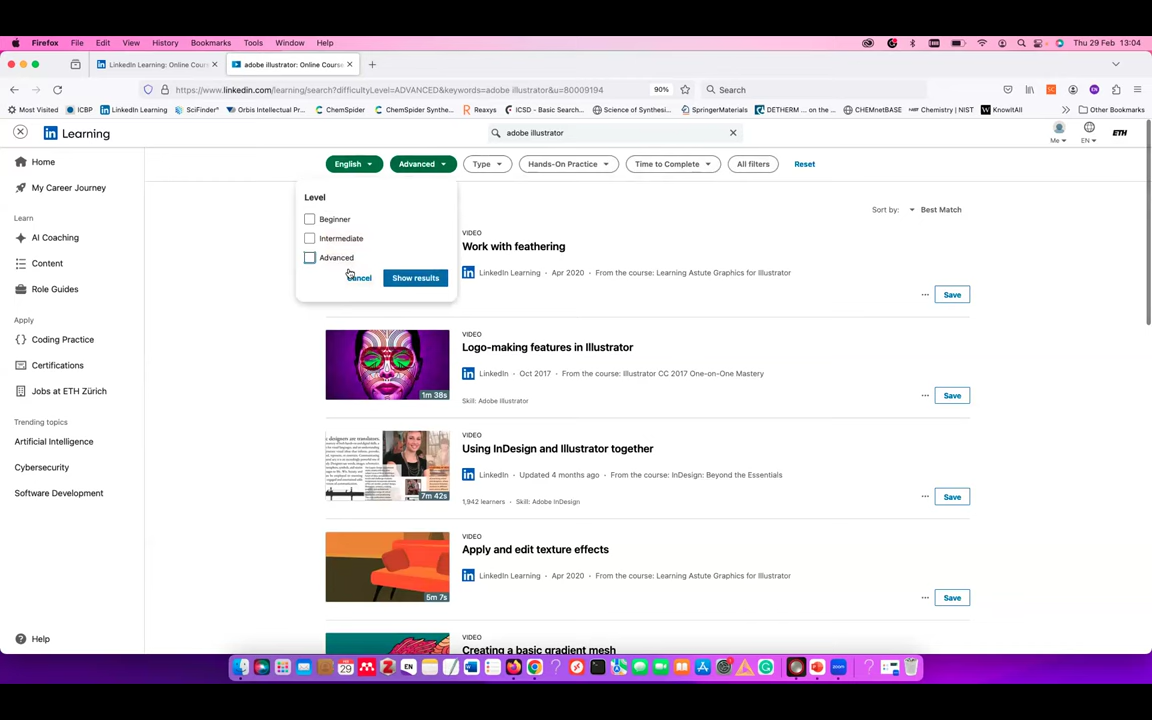 Firefox File Edit View History Bookmarks Tools Window Help Thu 29 Feb 13:04
LinkedIn Learning: Online Cours × adobe illustrator: Online Course ×
https://www.linkedin.com/learning/search?difficultyLevel=ADVANCED&keywords=adobe illustrator&u=80009194 90% Search
Most Visited ICBP LinkedIn Learning SciFinder Orbis Intellectual Pr... ChemSpider ChemSpider Synthe... Reaxys ICSD - Basic Search... Science of Synthesi... SpringerMaterials DETHERM ... on the ... CHEMnetBASE Chemistry | NIST KnowItAll Other Bookmarks
Learning adobe illustrator Me EN ETH
Home
My Career Journey
Learn
AI Coaching
Content
Role Guides
Apply
Coding Practice
Certifications
Jobs at ETH Zürich
Trending topics
Artificial Intelligence
Cybersecurity
Software Development
Help
English Advanced Type Hands-On Practice Time to Complete All filters Reset
Level
Beginner
Intermediate
Advanced
Cancel Show results
Sort by: Best Match
VIDEO
Work with feathering
LinkedIn Learning · Apr 2020 · From the course: Learning Astute Graphics for Illustrator
Save
VIDEO
Logo-making features in Illustrator
LinkedIn · Oct 2017 · From the course: Illustrator CC 2017 One-on-One Mastery
1m 38s
Skill: Adobe Illustrator
Save
VIDEO
Using InDesign and Illustrator together
LinkedIn · Updated 4 months ago · From the course: InDesign: Beyond the Essentials
7m 42s
1,942 learners · Skill: Adobe InDesign
Save
VIDEO
Apply and edit texture effects
LinkedIn Learning · Apr 2020 · From the course: Learning Astute Graphics for Illustrator
5m 7s
Save
VIDEO
Creating a basic gradient mesh